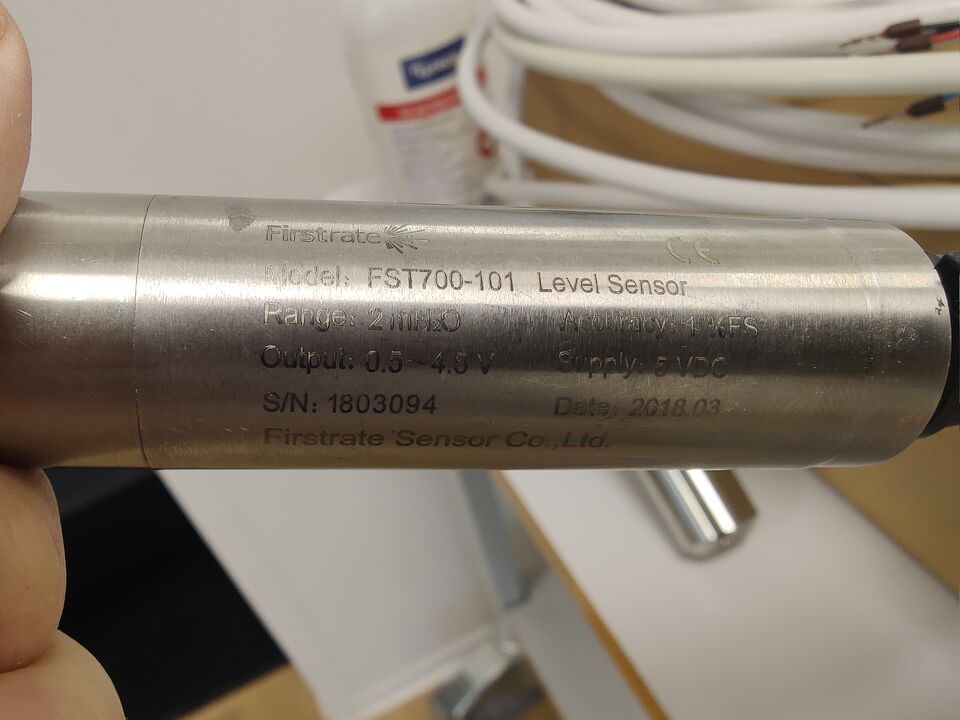 Firstrate CE
Model: FST700-101 Level Sensor
Range: 2 mH₂O Accuracy: 1 %FS
Output: 0.5~4.5 V Supply: 5 VDC
S/N: 1803094 Date: 2018.03
Firstrate Sensor Co.,Ltd.